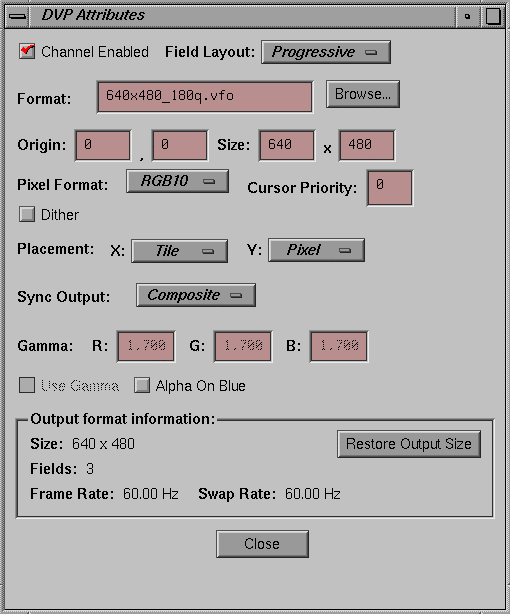 DVP Attributes
Channel Enabled Field Layout: Progressive
Format: 640x480_180q.vfo Browse...
Origin: 0 , 0 Size: 640 x 480
Pixel Format: RGB10 Cursor Priority: 0
Dither
Placement: X: Tile Y: Pixel
Sync Output: Composite
Gamma: R: 1.700 G: 1.700 B: 1.700
Use Gamma Alpha On Blue
Output format information:
Size: 640 x 480 Restore Output Size
Fields: 3
Frame Rate: 60.00 Hz Swap Rate: 60.00 Hz
Close